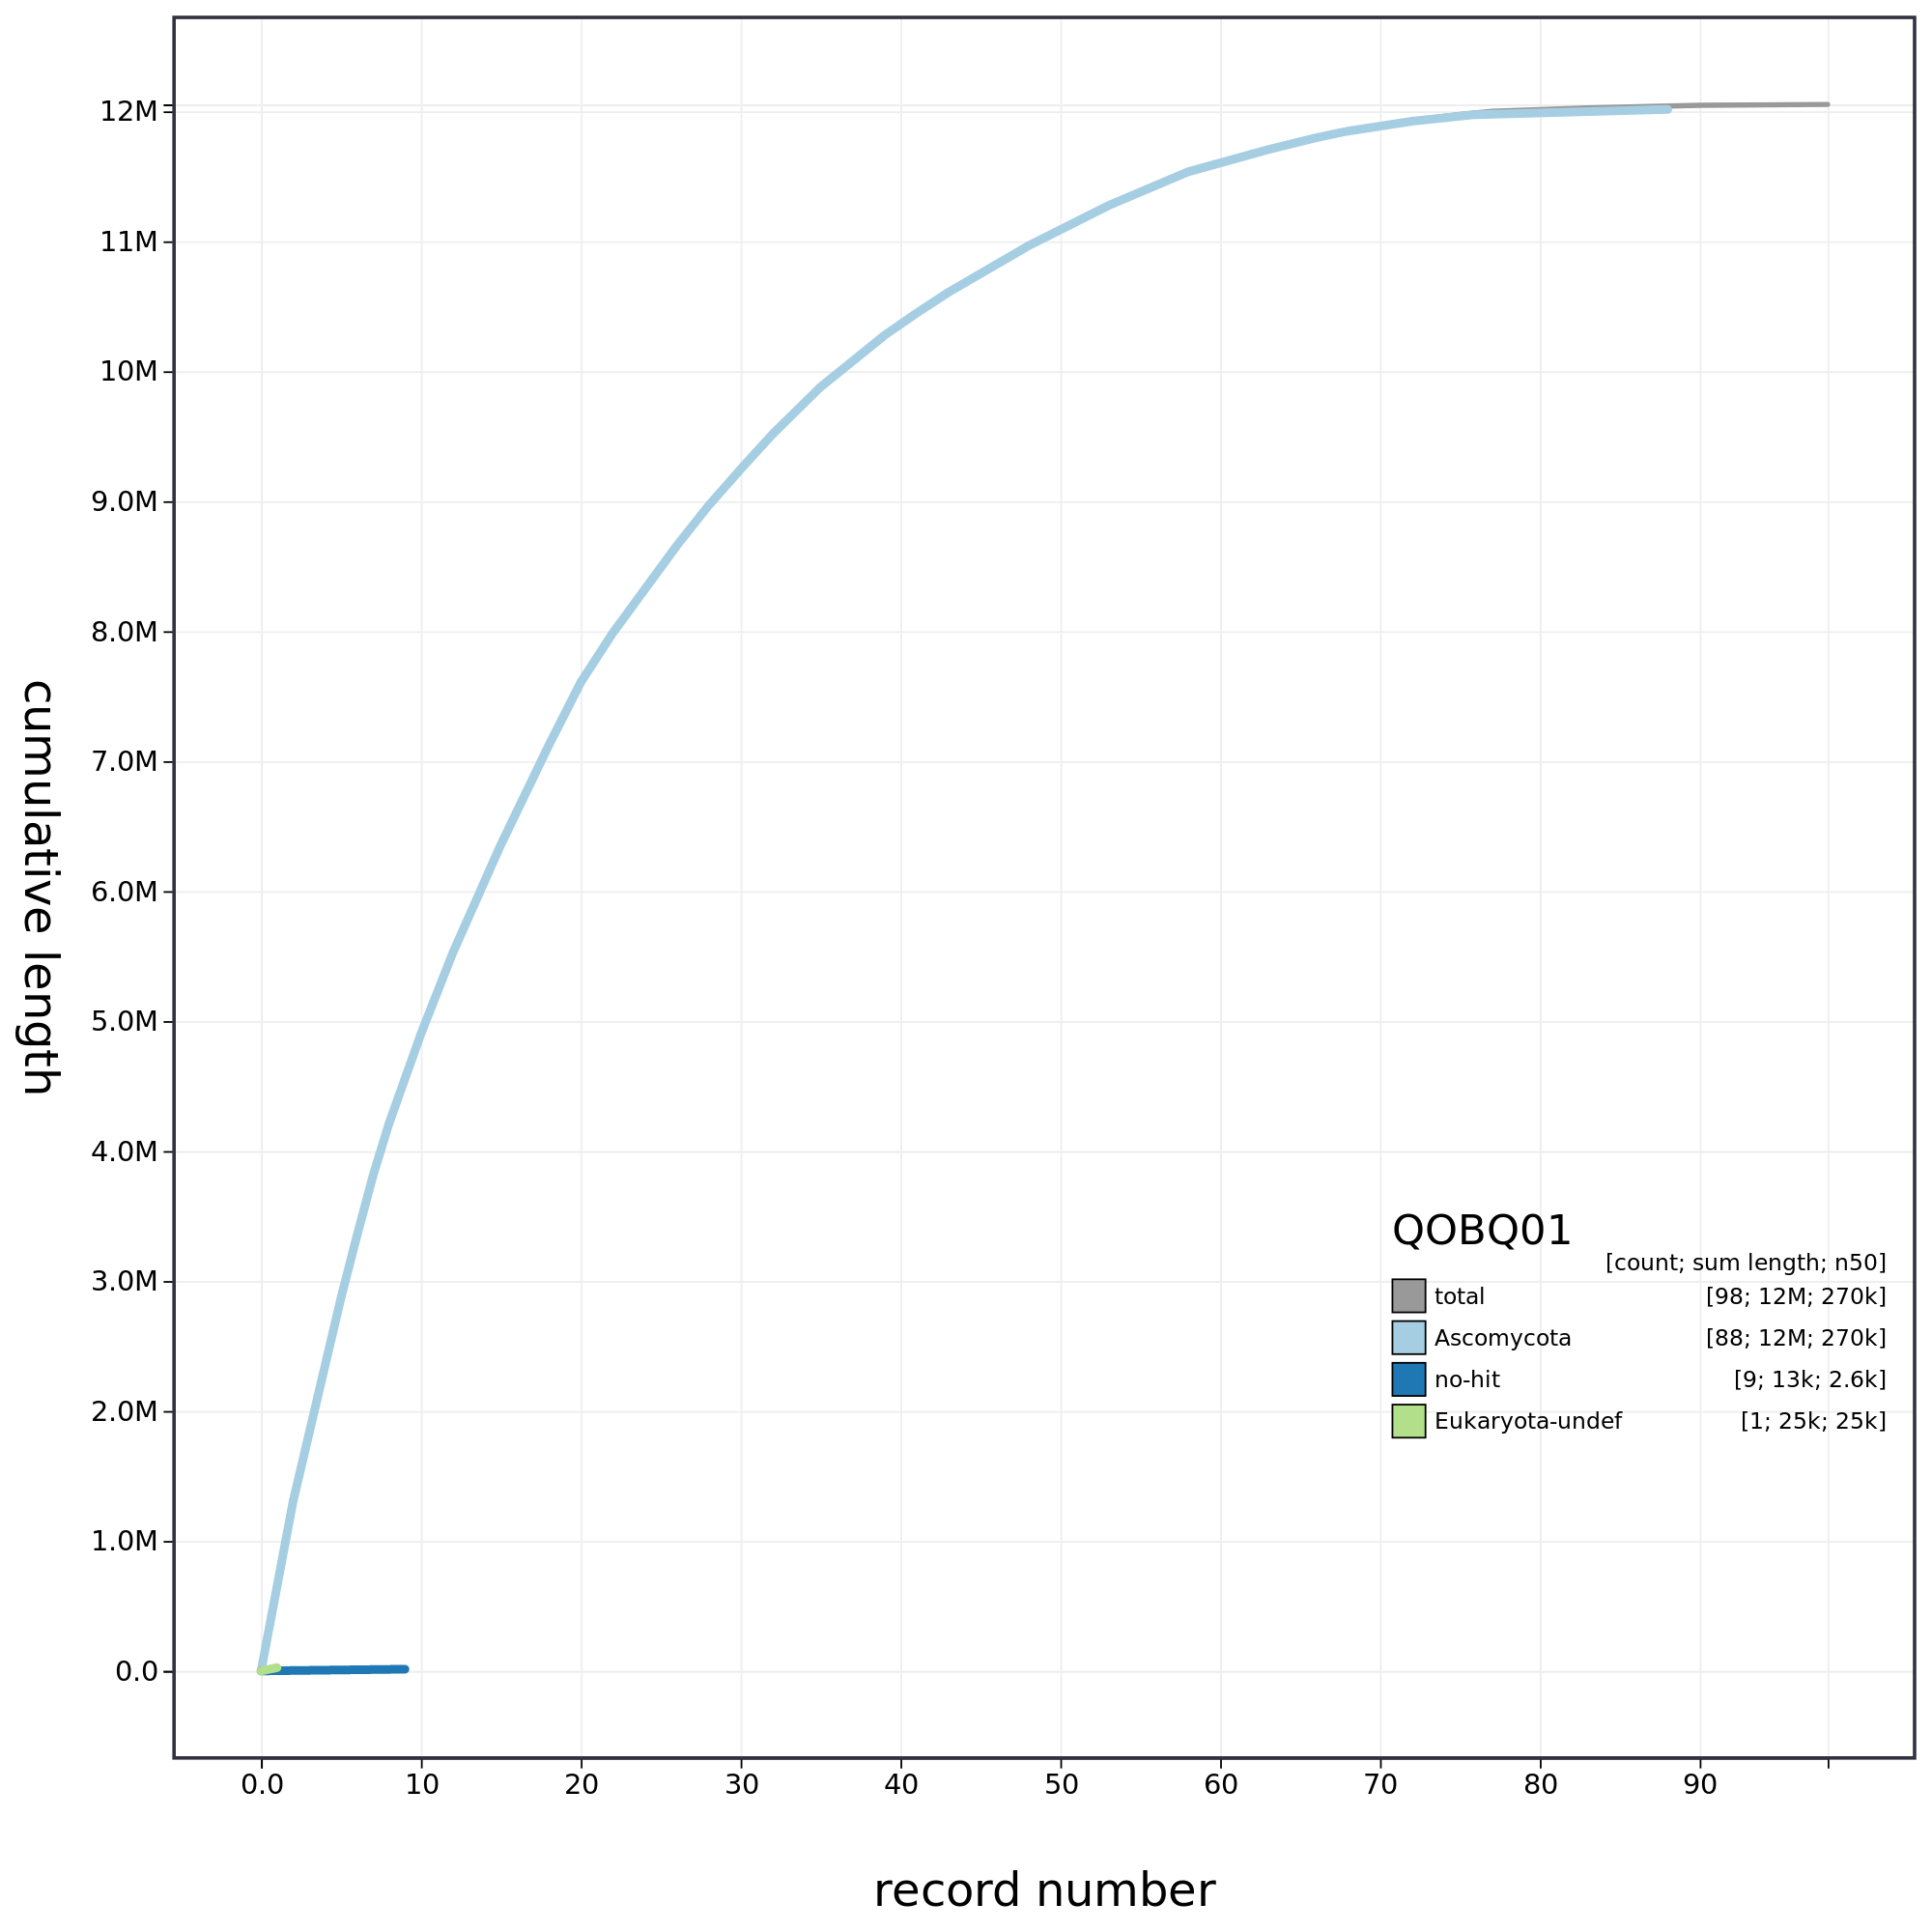 12M
11M
10M
9.0M
8.0M
7.0M
6.0M
5.0M
4.0M
3.0M
2.0M
1.0M
0.0
cumulative length
QOBQ01
[count; sum length; n50]
total [98; 12M; 270k]
Ascomycota [88; 12M; 270k]
no-hit [9; 13k; 2.6k]
Eukaryota-undef [1; 25k; 25k]
0.0 10 20 30 40 50 60 70 80 90
record number